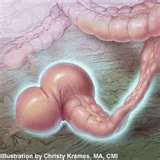 Illustration by Christy Krames, MA, CMI